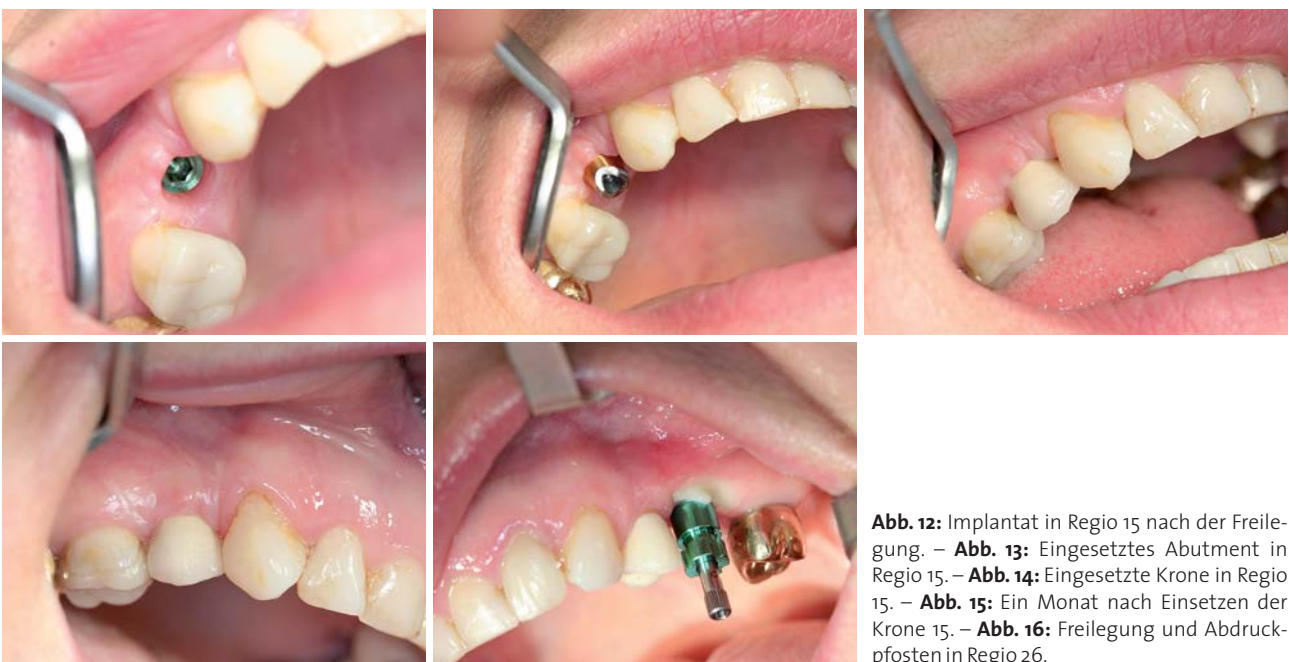 Abb. 12: Implantat in Regio 15 nach der Freile-
gung. – Abb. 13: Eingesetztes Abutment in
Regio 15. – Abb. 14: Eingesetzte Krone in Regio
15. – Abb. 15: Ein Monat nach Einsetzen der
Krone 15. – Abb. 16: Freilegung und Abdruck-
pfosten in Regio 26.